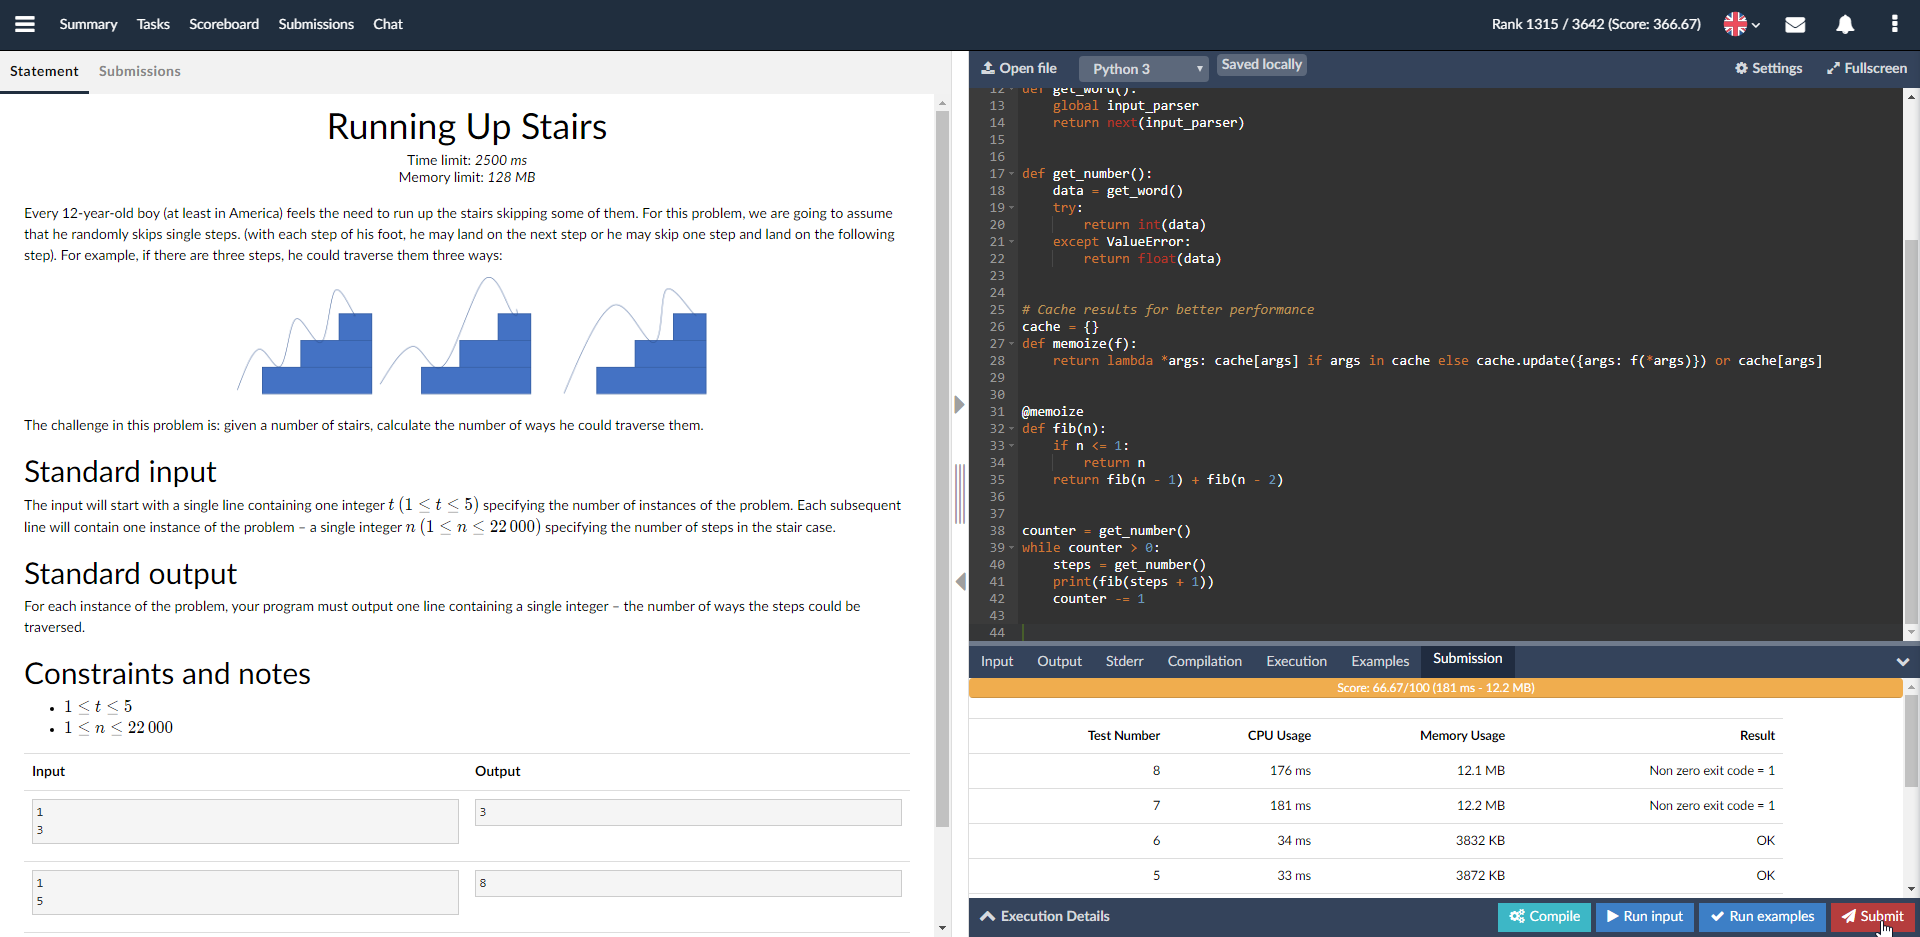 Summary Tasks Scoreboard Submissions Chat
Rank 1315 / 3642 (Score: 366.67)
Statement Submissions
Running Up Stairs
Time limit: 2500 ms
Memory limit: 128 MB
Every 12-year-old boy (at least in America) feels the need to run up the stairs skipping some of them. For this problem, we are going to assume
that he randomly skips single steps. (with each step of his foot, he may land on the next step or he may skip one step and land on the following
step). For example, if there are three steps, he could traverse them three ways:
The challenge in this problem is: given a number of stairs, calculate the number of ways he could traverse them.
Standard input
The input will start with a single line containing one integer t (1 ≤ t ≤ 5) specifying the number of instances of the problem. Each subsequent
line will contain one instance of the problem – a single integer n (1 ≤ n ≤ 22 000) specifying the number of steps in the stair case.
Standard output
For each instance of the problem, your program must output one line containing a single integer – the number of ways the steps could be
traversed.
Constraints and notes
• 1 ≤ t ≤ 5
• 1 ≤ n ≤ 22 000
Input Output
1
3
3
1
5
8
Open file Python 3 Saved locally Settings Fullscreen
12 def get_word():
13     global input_parser
14     return next(input_parser)
15
16
17 def get_number():
18     data = get_word()
19     try:
20         return int(data)
21     except ValueError:
22         return float(data)
23
24
25 # Cache results for better performance
26 cache = {}
27 def memoize(f):
28     return lambda *args: cache[args] if args in cache else cache.update({args: f(*args)}) or cache[args]
29
30
31 @memoize
32 def fib(n):
33     if n <= 1:
34         return n
35     return fib(n - 1) + fib(n - 2)
36
37
38 counter = get_number()
39 while counter > 0:
40     steps = get_number()
41     print(fib(steps + 1))
42     counter -= 1
43
44
Input Output Stderr Compilation Execution Examples Submission
Score: 66.67/100 (181 ms - 12.2 MB)
Test Number CPU Usage Memory Usage Result
8 176 ms 12.1 MB Non zero exit code = 1
7 181 ms 12.2 MB Non zero exit code = 1
6 34 ms 3832 KB OK
5 33 ms 3872 KB OK
Execution Details Compile Run input Run examples Submit